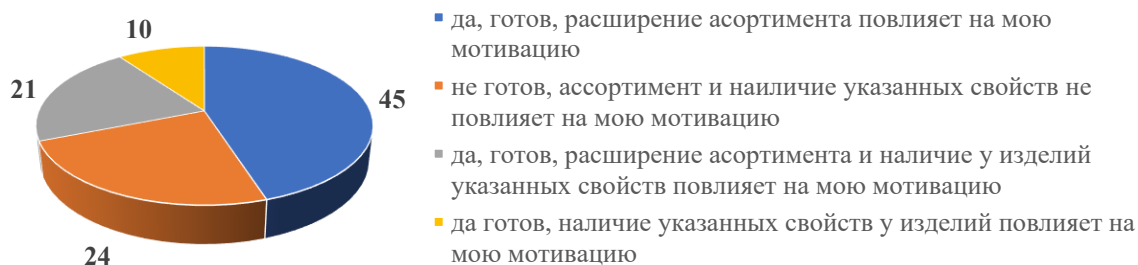 10
21
45
24
да, готов, расширение асортимента повлияет на мою
мотивацию
не готов, ассортимент и наиличие указанных свойств не
повлияет на мою мотивацию
да, готов, расширение асортимента и наличие у изделий
указанных свойств повлияет на мою мотивацию
да готов, наличие указанных свойств у изделий повлияет на
мою мотивацию